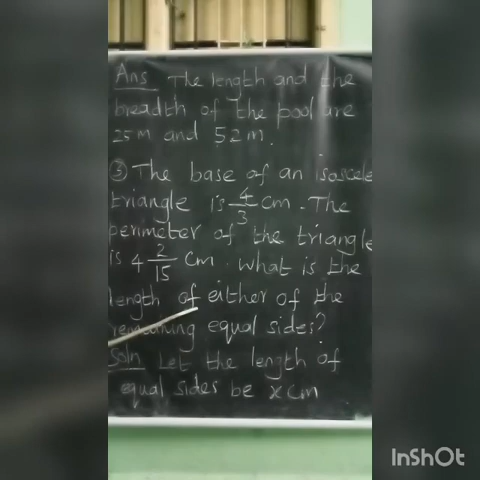 Ans The length and the
breadth of the pool are
25m and 52m.
③ The base of an isoscele
triangle is 4/3 cm. The
perimeter of the triangle
is 4 2/15 cm. What is the
length of either of the
remaining equal sides?
Soln Let the length of
equal sides be x cm
InShOt